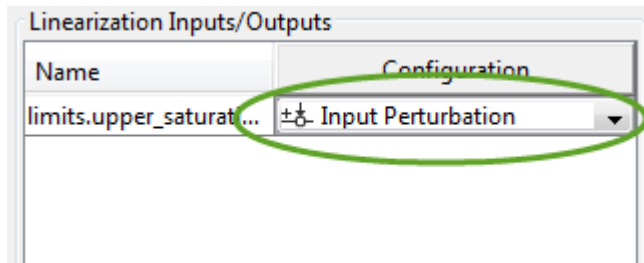 Linearization Inputs/Outputs
Name Configuration
limits.upper_saturat... Input Perturbation